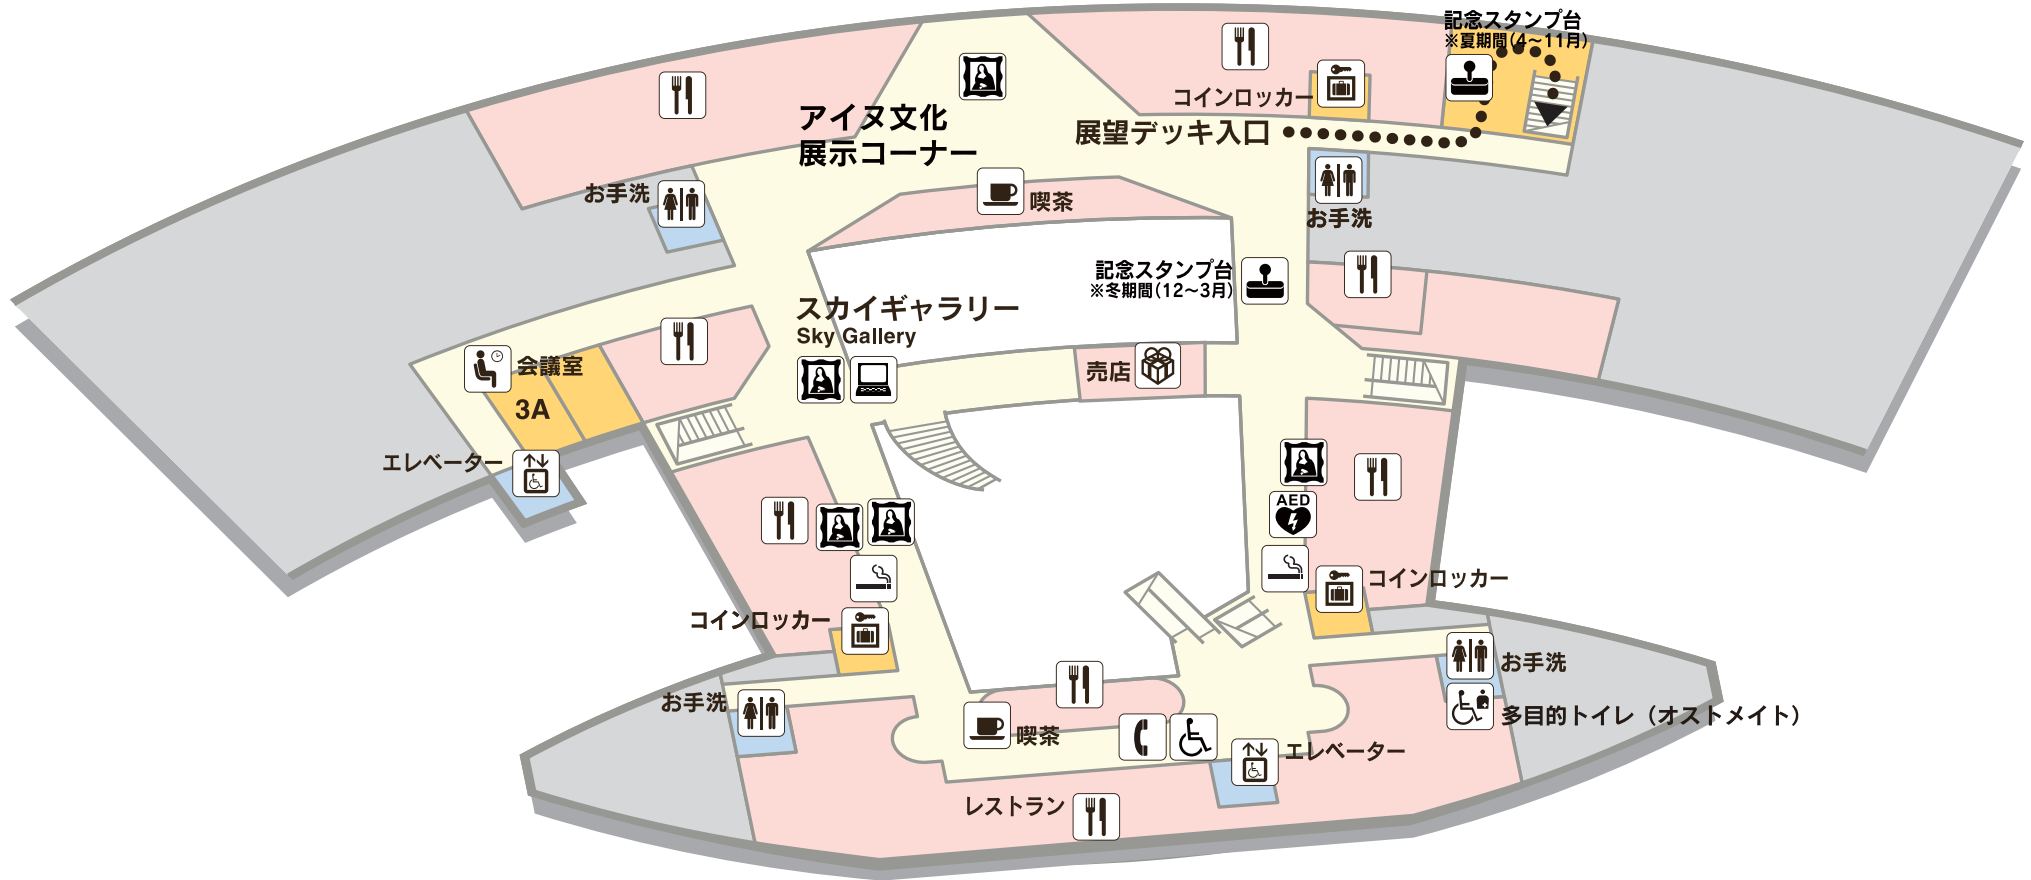 記念スタンプ台
※夏期間(4〜11月)
コインロッカー
アイヌ文化
展示コーナー
展望デッキ入口
お手洗
喫茶
お手洗
記念スタンプ台
※冬期間(12〜3月)
スカイギャラリー
Sky Gallery
会議室
売店
3A
エレベーター
AED
コインロッカー
コインロッカー
お手洗
お手洗
多目的トイレ（オストメイト）
喫茶
エレベーター
レストラン